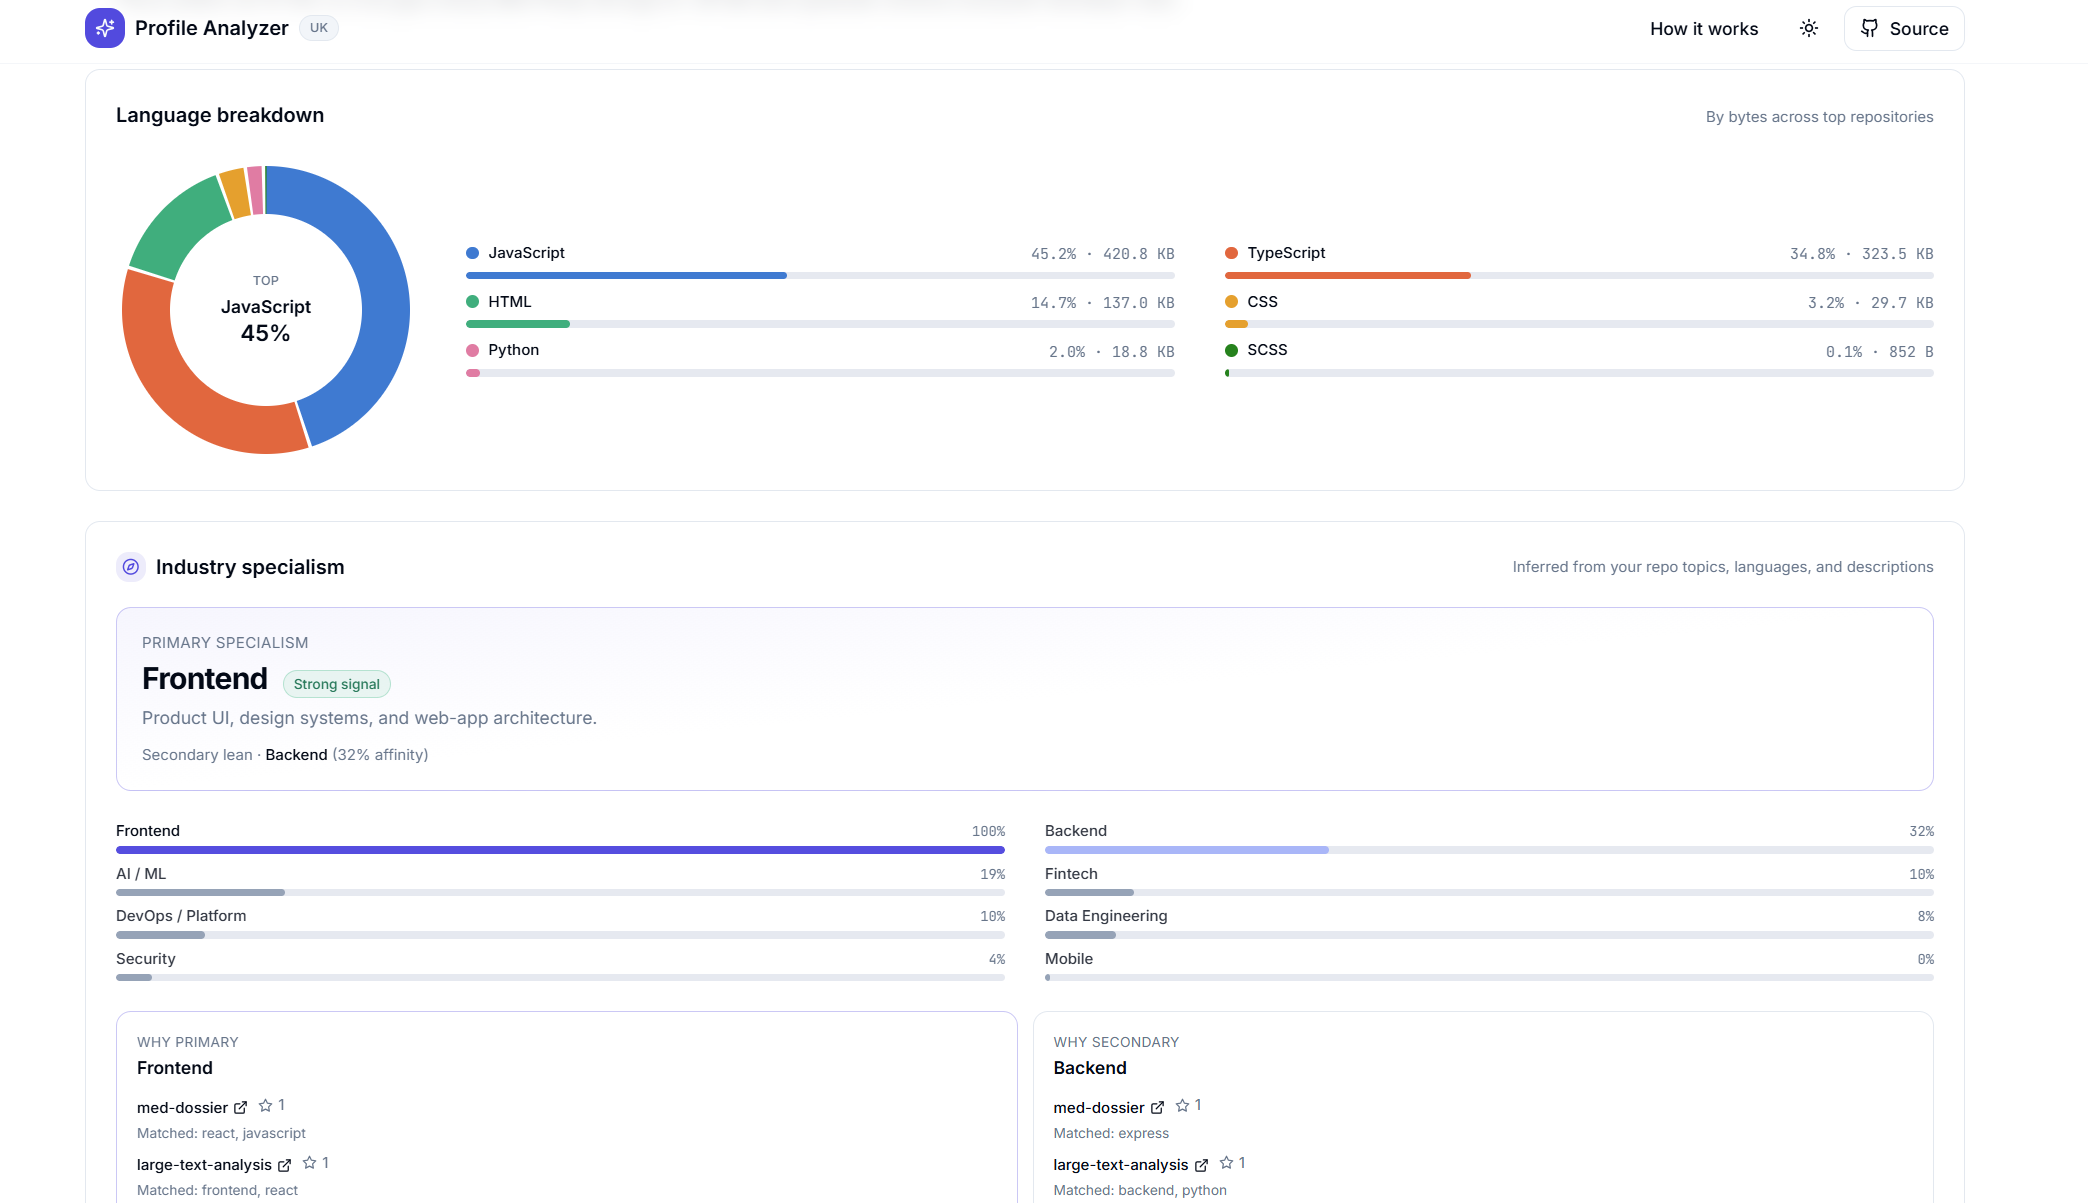 Profile Analyzer UK
How it works
Source
Language breakdown
By bytes across top repositories
TOP
JavaScript
45%
JavaScript 45.2% · 420.8 KB
TypeScript 34.8% · 323.5 KB
HTML 14.7% · 137.0 KB
CSS 3.2% · 29.7 KB
Python 2.0% · 18.8 KB
SCSS 0.1% · 852 B
Industry specialism
Inferred from your repo topics, languages, and descriptions
PRIMARY SPECIALISM
Frontend Strong signal
Product UI, design systems, and web-app architecture.
Secondary lean · Backend (32% affinity)
Frontend 100%
Backend 32%
AI / ML 19%
Fintech 10%
DevOps / Platform 10%
Data Engineering 8%
Security 4%
Mobile 0%
WHY PRIMARY
Frontend
med-dossier 1
Matched: react, javascript
large-text-analysis 1
Matched: frontend, react
WHY SECONDARY
Backend
med-dossier 1
Matched: express
large-text-analysis 1
Matched: backend, python